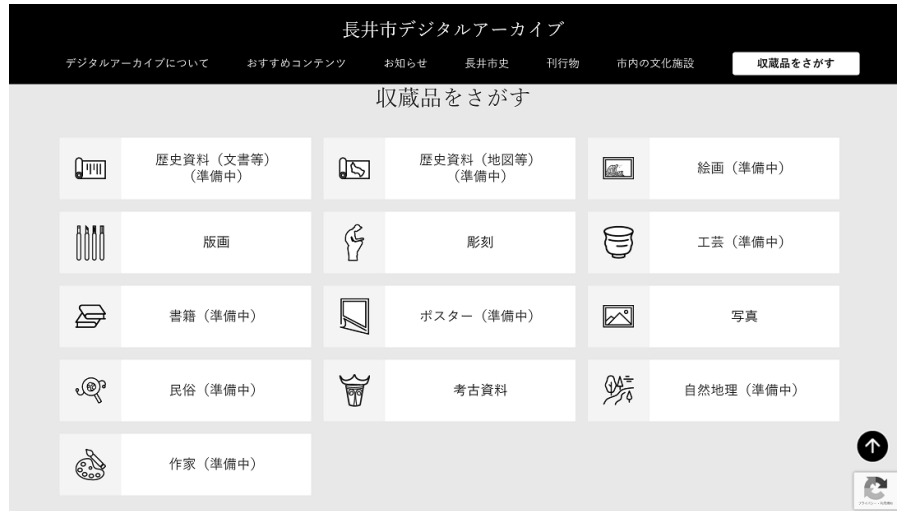 長井市デジタルアーカイブ
デジタルアーカイブについて
おすすめコンテンツ
お知らせ
長井市史
刊行物
市内の文化施設
収蔵品をさがす
収蔵品をさがす
歴史資料（文書等）
（準備中）
歴史資料（地図等）
（準備中）
絵画（準備中）
版画
彫刻
工芸（準備中）
書籍（準備中）
ポスター（準備中）
写真
民俗（準備中）
考古資料
自然地理（準備中）
作家（準備中）